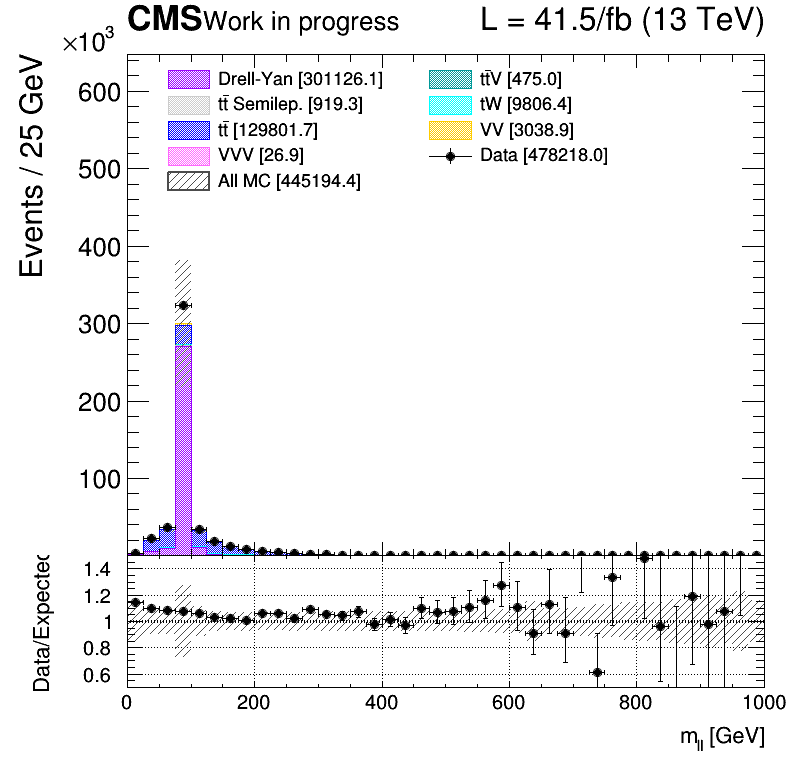 CMS Work in progress L = 41.5/fb (13 TeV)
×10³
Events / 25 GeV
600
500
400
300
200
100
Drell-Yan [301126.1]
tt̄ Semilep. [919.3]
tt̄ [129801.7]
VVV [26.9]
All MC [445194.4]
tt̄V [475.0]
tW [9806.4]
VV [3038.9]
Data [478218.0]
Data/Expected
1.4
1.2
1
0.8
0.6
0 200 400 600 800 1000
m_ll [GeV]